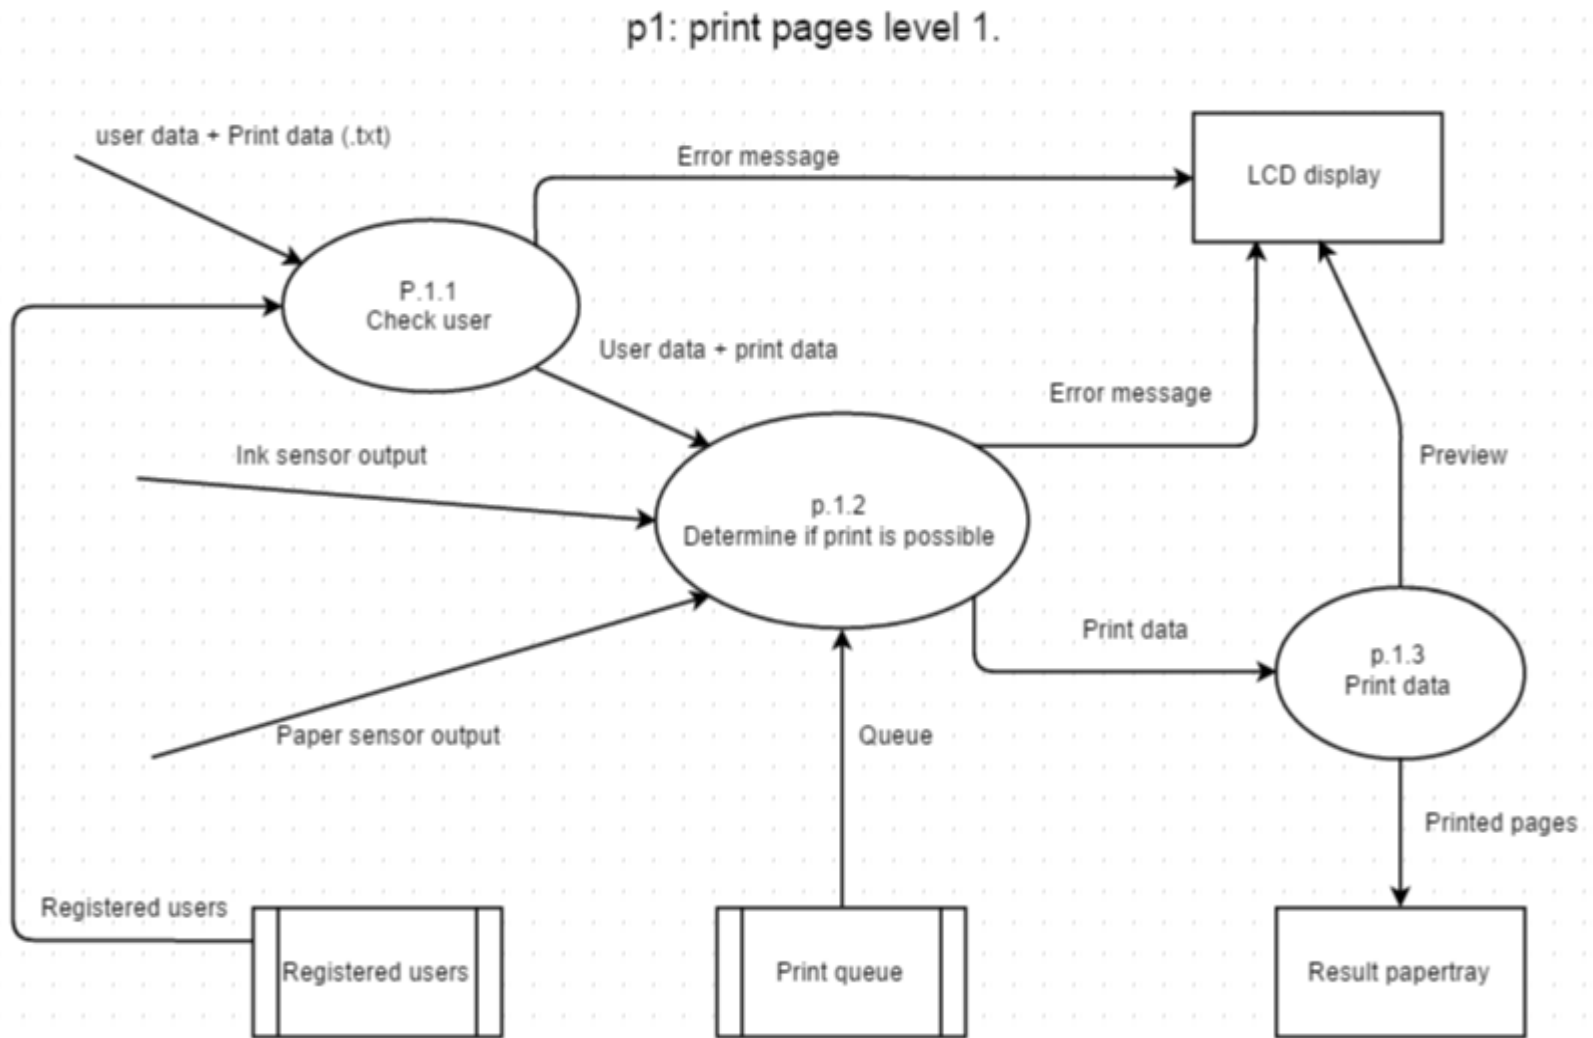 p1: print pages level 1.
user data + Print data (.txt)
Error message
LCD display
P.1.1
Check user
User data + print data
Error message
Ink sensor output
Preview
p.1.2
Determine if print is possible
Print data
p.1.3
Print data
Paper sensor output
Queue
Printed pages
Registered users
Registered users
Print queue
Result papertray